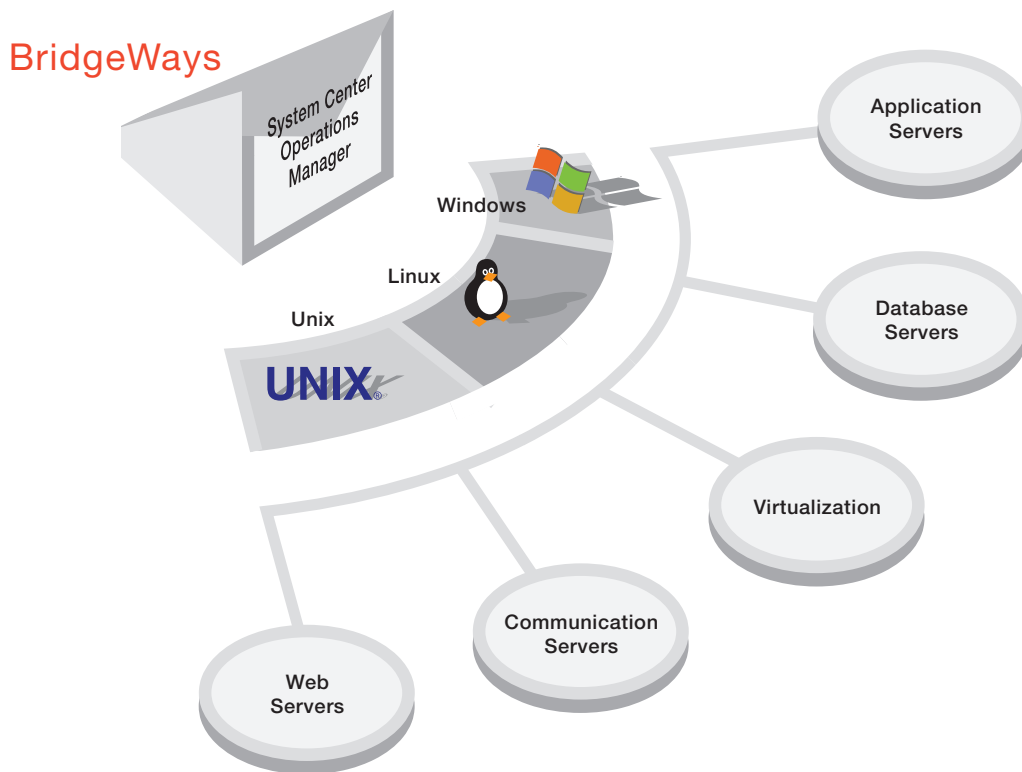 BridgeWays
System Center
Operations
Manager
Windows
Linux
Unix
UNIX®
Application
Servers
Database
Servers
Virtualization
Communication
Servers
Web
Servers